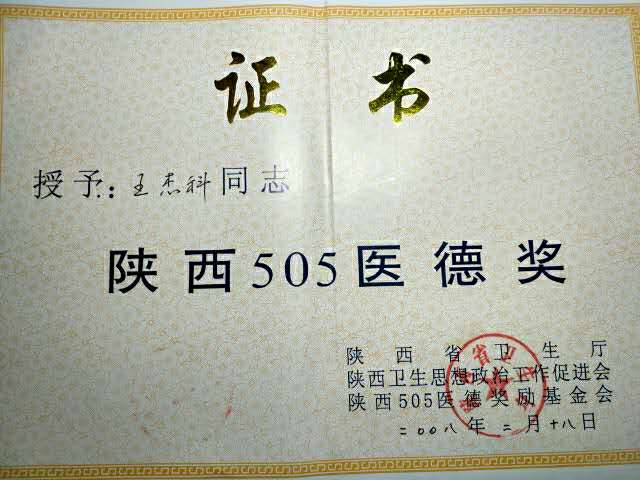 证书
授予：王杰科同志
陕西505医德奖
陕西省卫生厅
陕西卫生思想政治工作促进会
陕西505医德奖励基金会
二00八年二月十八日